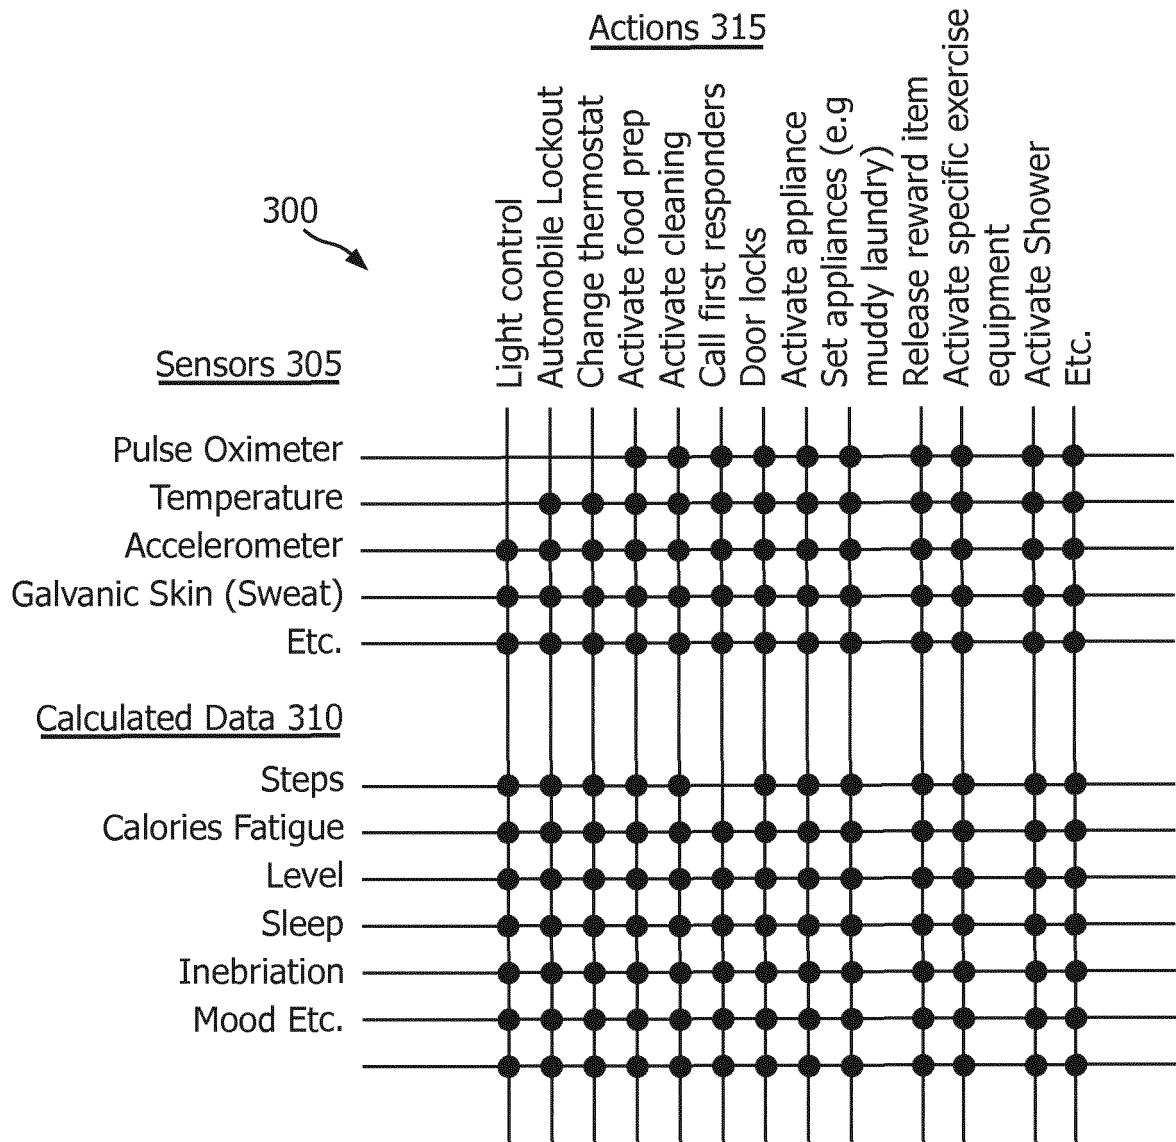 Actions 315
300
Light control
Automobile Lockout
Change thermostat
Activate food prep
Activate cleaning
Call first responders
Door locks
Activate appliance
Set appliances (e.g
muddy laundry)
Release reward item
Activate specific exercise
equipment
Activate Shower
Etc.
Sensors 305
Pulse Oximeter
Temperature
Accelerometer
Galvanic Skin (Sweat)
Etc.
Calculated Data 310
Steps
Calories Fatigue
Level
Sleep
Inebriation
Mood Etc.